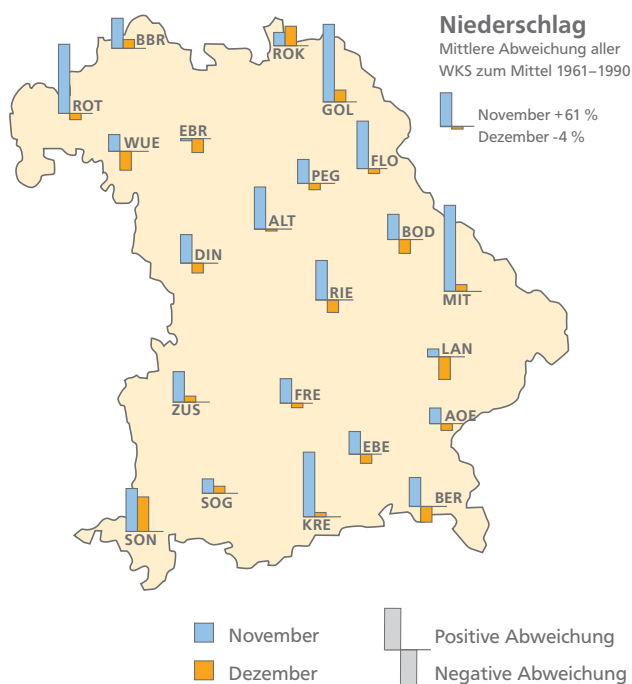 Niederschlag
Mittlere Abweichung aller
WKS zum Mittel 1961–1990
November +61 %
Dezember -4 %
BBR
ROK
GOL
ROT
WUE
EBR
FLO
PEG
ALT
BOD
DIN
RIE
MIT
LAN
ZUS
FRE
AOE
EBE
SOG
BER
KRE
SON
November
Positive Abweichung
Dezember
Negative Abweichung